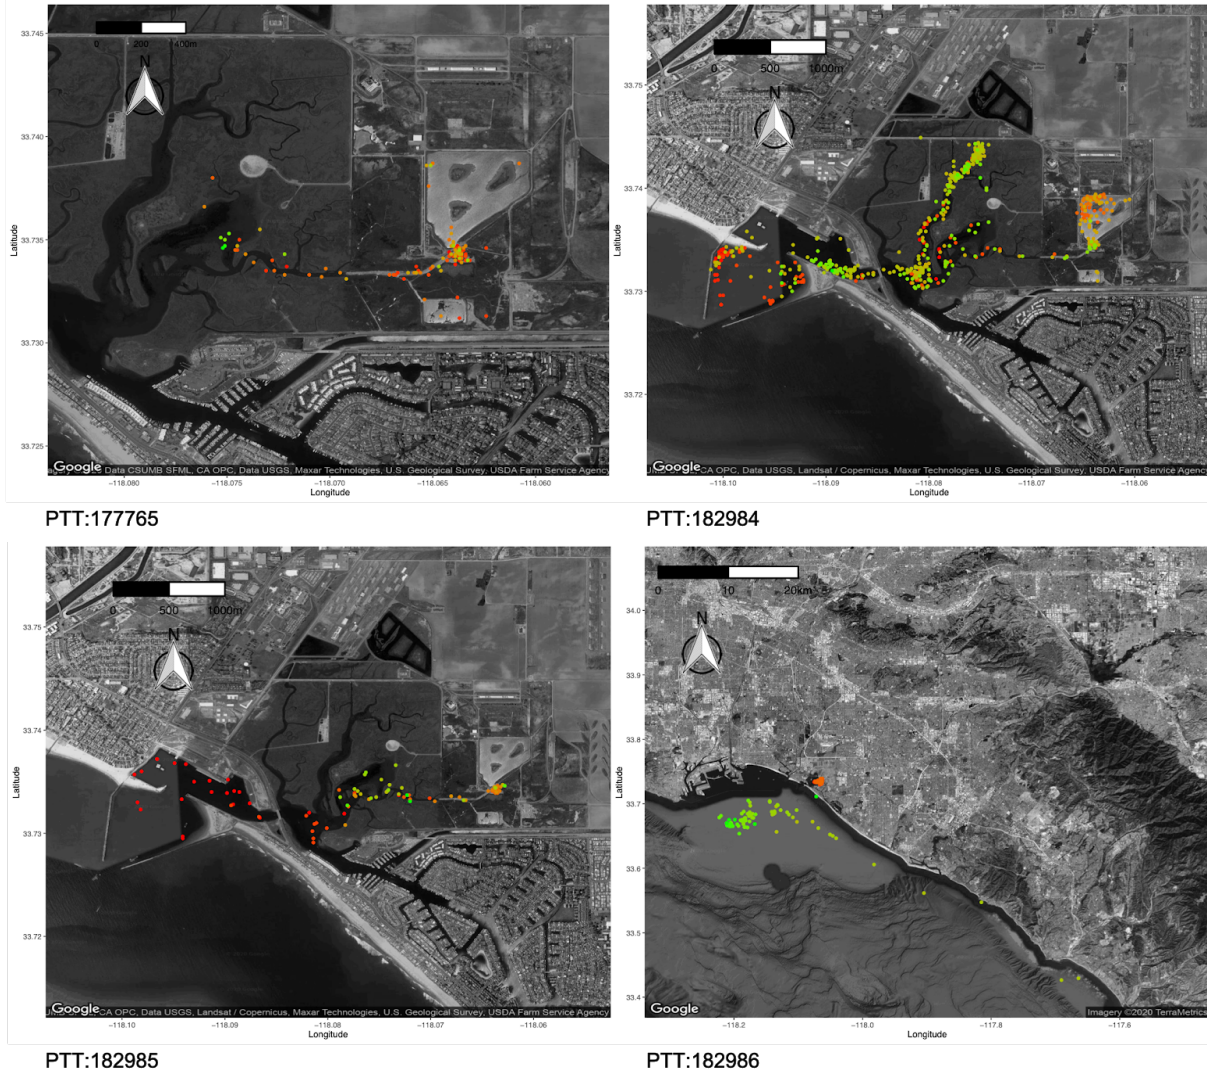 33.745
33.740
33.735
33.730
33.725
Latitude
0 200 400m
N
Google
Data CSUMB SFML, CA OPC, Data USGS, Maxar Technologies, U.S. Geological Survey, USDA Farm Service Agency
−118.080 −118.075 −118.070 −118.065 −118.060
Longitude
PTT:177765
33.75
33.74
33.73
33.72
Latitude
0 500 1000m
N
Google
CA OPC, Data USGS, Landsat / Copernicus, Maxar Technologies, U.S. Geological Survey, USDA Farm Service Agency
−118.10 −118.09 −118.08 −118.07 −118.06
Longitude
PTT:182984
33.75
33.74
33.73
33.72
Latitude
0 500 1000m
N
Google
CA OPC, Data USGS, Landsat / Copernicus, Maxar Technologies, U.S. Geological Survey, USDA Farm Service Agency
−118.10 −118.09 −118.08 −118.07 −118.06
Longitude
PTT:182985
34.0
33.9
33.8
33.7
33.6
33.5
33.4
Latitude
0 10 20km
N
Google
Imagery ©2020 TerraMetrics
−118.2 −118.0 −117.8 −117.6
Longitude
PTT:182986